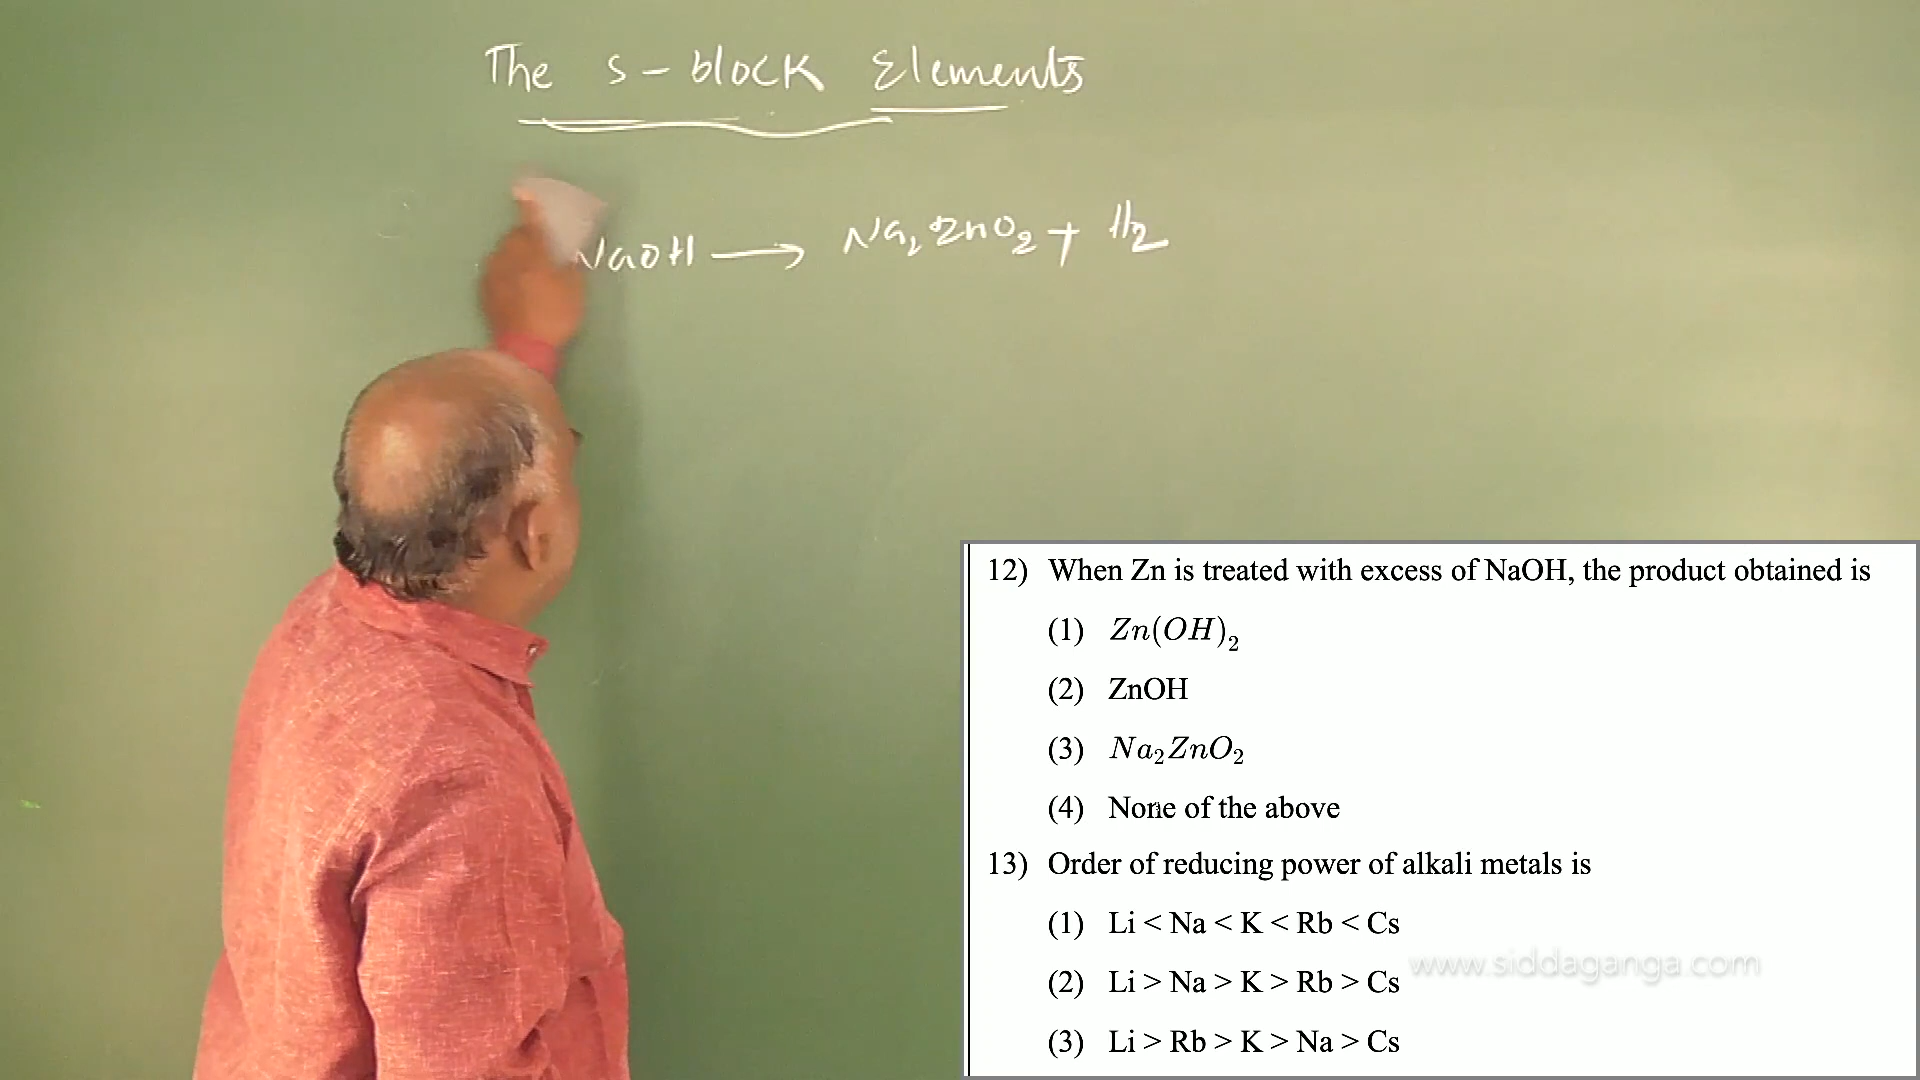 The s-block Elements
NaOH ⟶ Na₂ZnO₂ + H₂
12) When Zn is treated with excess of NaOH, the product obtained is
(1) Zn(OH)₂
(2) ZnOH
(3) Na₂ZnO₂
(4) None of the above
13) Order of reducing power of alkali metals is
(1) Li < Na < K < Rb < Cs
(2) Li > Na > K > Rb > Cs
(3) Li > Rb > K > Na > Cs
www.siddaganga.com